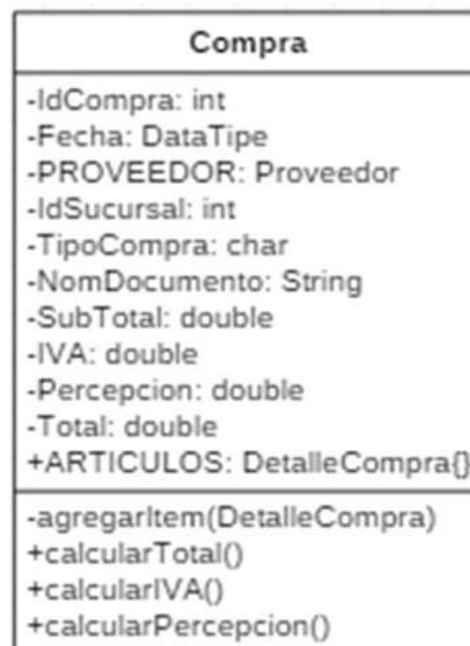 Compra
-IdCompra: int
-Fecha: DataTipe
-PROVEEDOR: Proveedor
-IdSucursal: int
-TipoCompra: char
-NomDocumento: String
-SubTotal: double
-IVA: double
-Percepcion: double
-Total: double
+ARTICULOS: DetalleCompra{}
-agregarItem(DetalleCompra)
+calcularTotal()
+calcularIVA()
+calcularPercepcion()